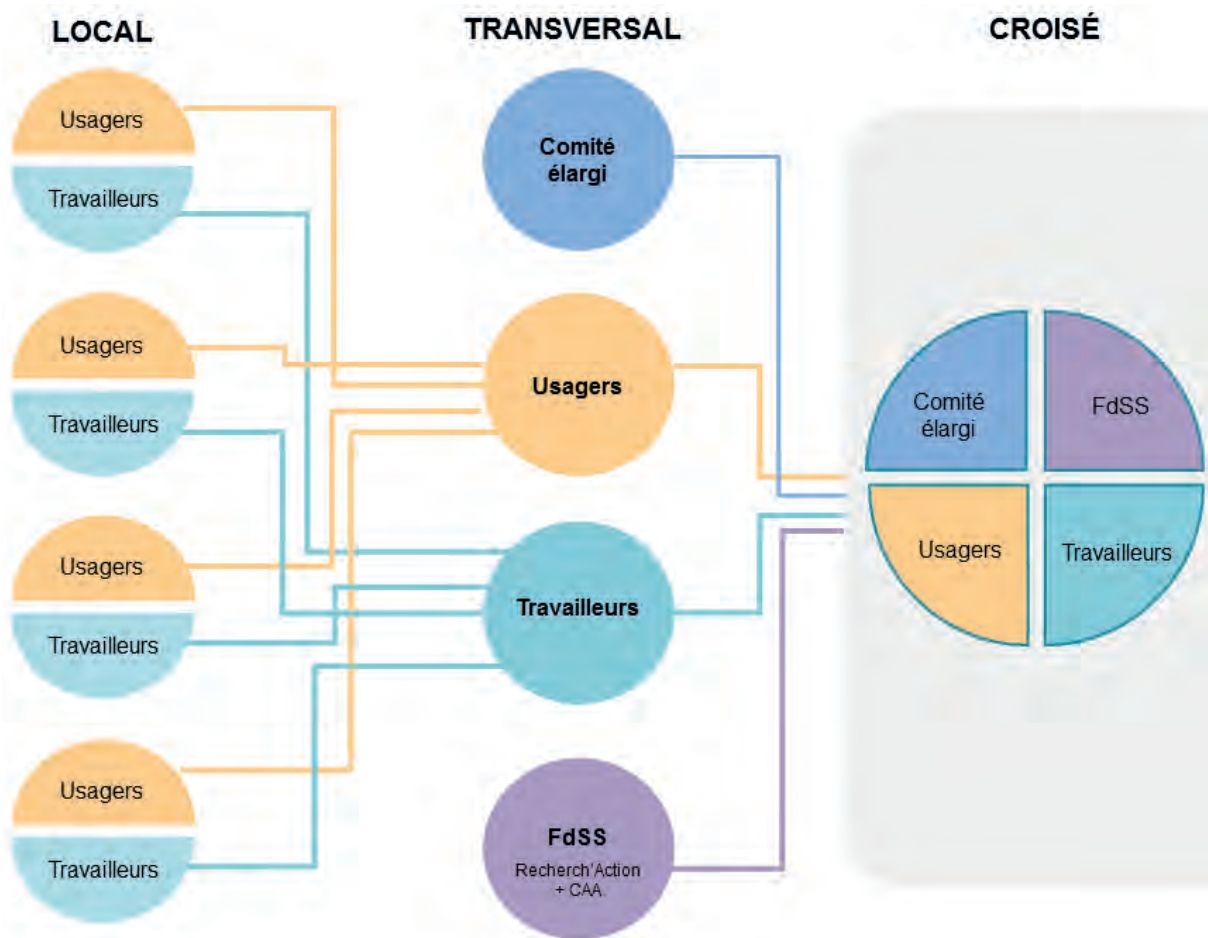 LOCAL
TRANSVERSAL
CROISÉ
Usagers
Travailleurs
Usagers
Travailleurs
Usagers
Travailleurs
Usagers
Travailleurs
Comité
élargi
Usagers
Travailleurs
FdSS
Recherch'Action
+ CAA
Comité
élargi
FdSS
Usagers
Travailleurs